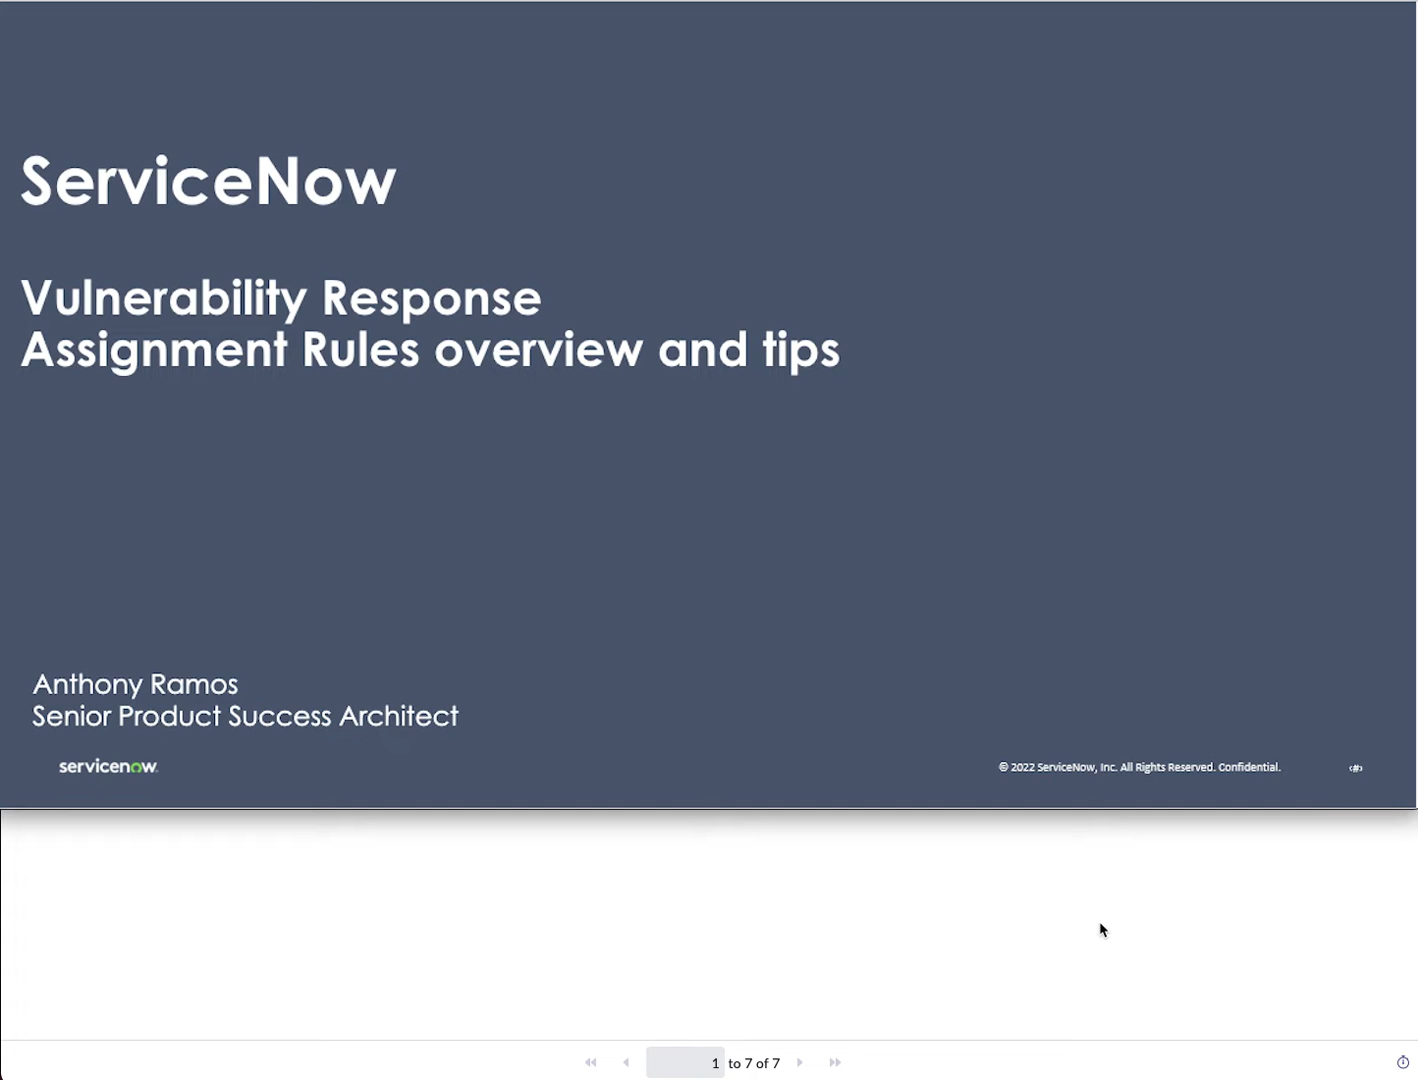 ServiceNow
Vulnerability Response
Assignment Rules overview and tips
Anthony Ramos
Senior Product Success Architect
servicenow.
© 2022 ServiceNow, Inc. All Rights Reserved. Confidential.
‹#›
1 to 7 of 7